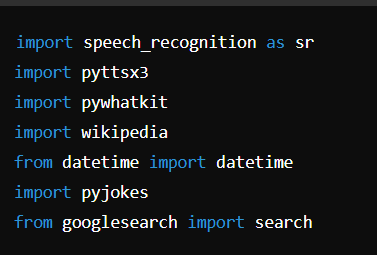 import speech_recognition as sr
import pyttsx3
import pywhatkit
import wikipedia
from datetime import datetime
import pyjokes
from googlesearch import search